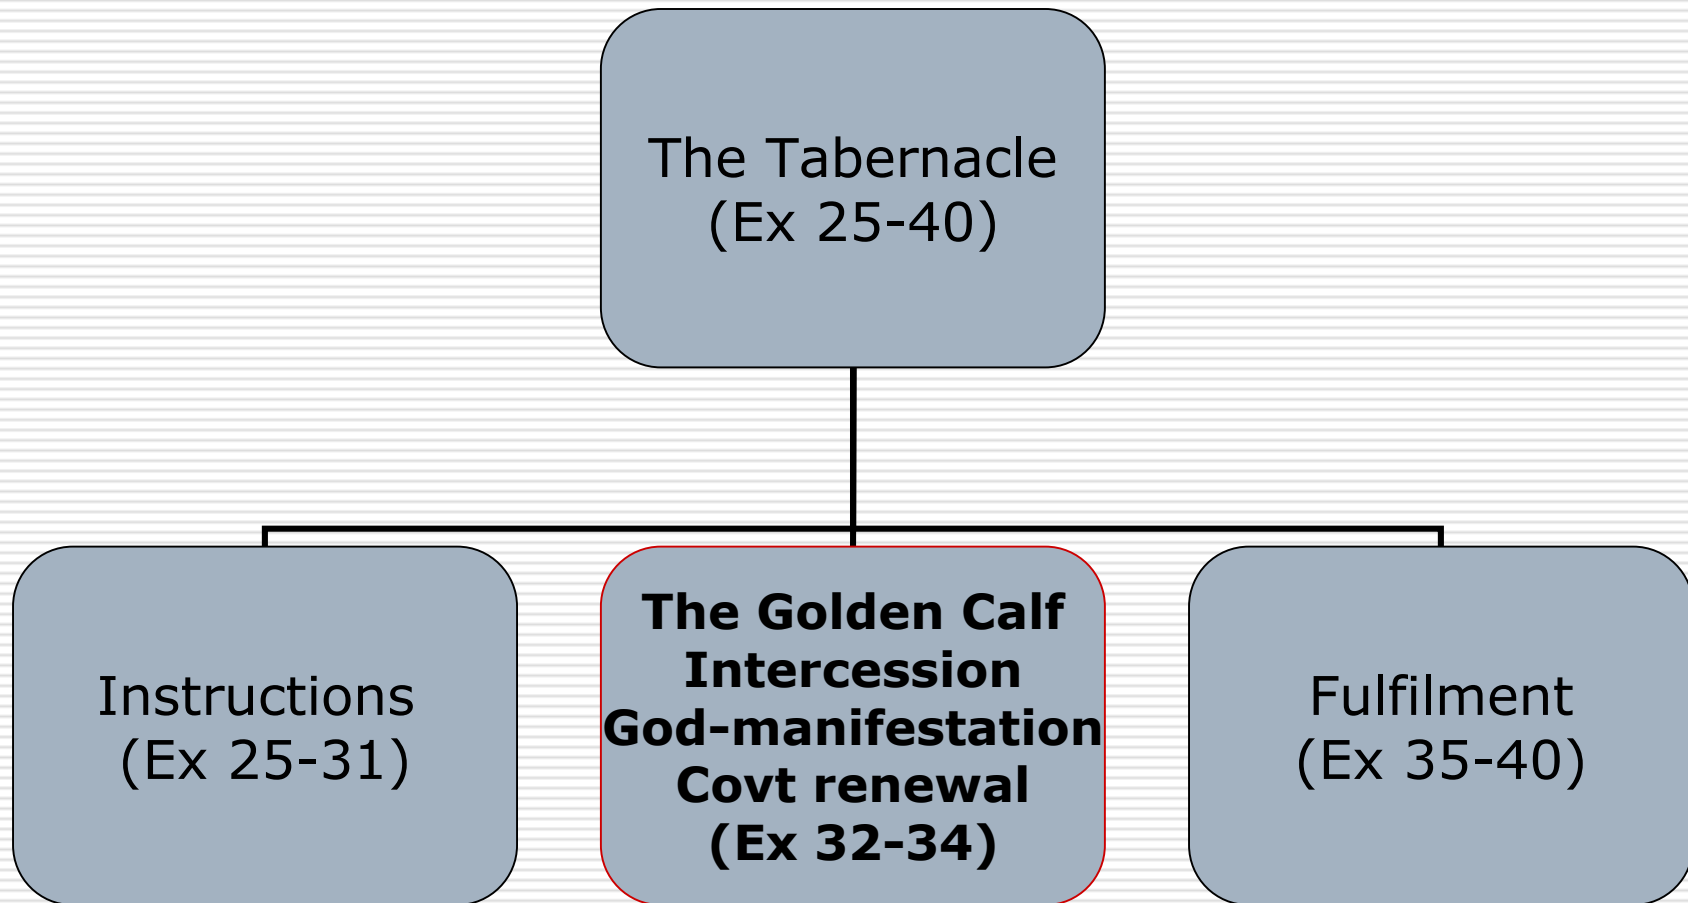 The Tabernacle
(Ex 25-40)
Instructions
(Ex 25-31)
The Golden Calf
Intercession
God-manifestation
Covt renewal
(Ex 32-34)
Fulfilment
(Ex 35-40)